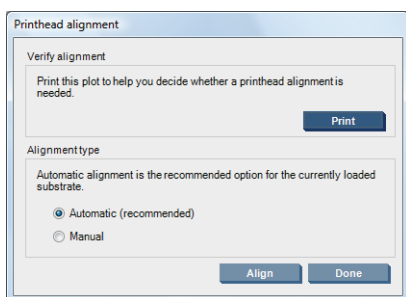 Printhead alignment
Verify alignment
Print this plot to help you decide whether a printhead alignment is
needed.
Print
Alignment type
Automatic alignment is the recommended option for the currently loaded
substrate.
Automatic (recommended)
Manual
Align Done